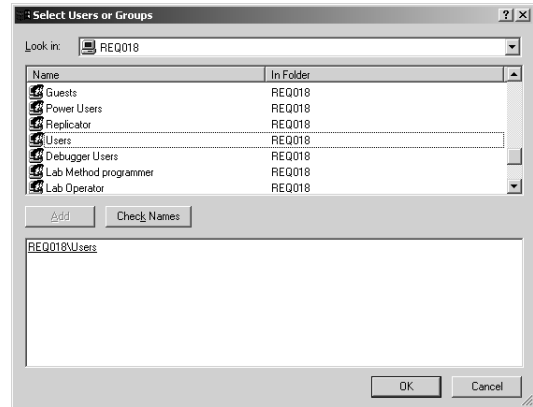 Select Users or Groups
Look in: REQ018
Name In Folder
Guests REQ018
Power Users REQ018
Replicator REQ018
Users REQ018
Debugger Users REQ018
Lab Method programmer REQ018
Lab Operator REQ018
Add Check Names
REQ018\Users
OK Cancel